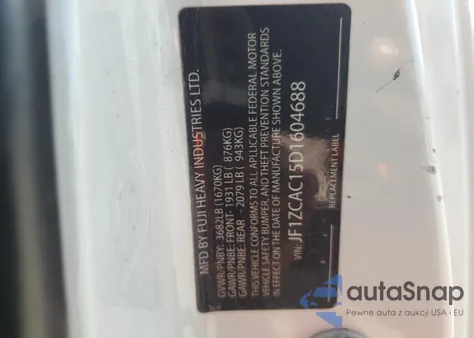 MFD BY FUJI HEAVY INDUSTRIES LTD.
GVWR/PNBV: 3682LB (1670KG)
GAWR/PNBE: FRONT- 1931 LB ( 876KG)
GAWR/PNBE: REAR - 2079 LB ( 943KG)
THIS VEHICLE CONFORMS TO ALL APPLICABLE FEDERAL MOTOR
VEHICLE SAFETY, BUMPER, AND THEFT PREVENTION STANDARDS
IN EFFECT ON THE DATE OF MANUFACTURE SHOWN ABOVE.
VIN: JF1ZCAC15D1604688
REPLACEMENT LABEL
autoSnap
Pewne auta z aukcji USA - EU